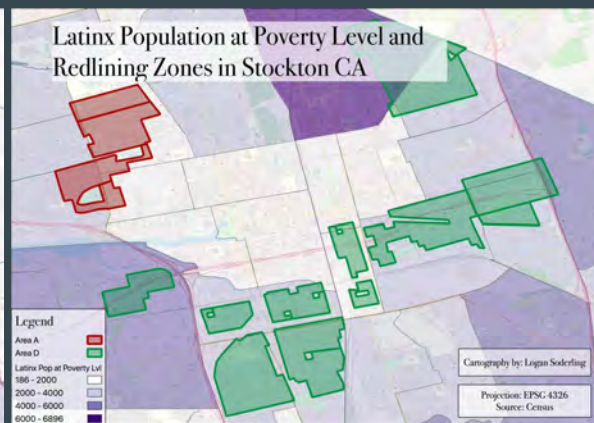 Latinx Population at Poverty Level and
Redlining Zones in Stockton CA
Legend
Area A
Area D
Latinx Pop at Poverty Lvl
186 - 2000
2000 - 4000
4000 - 6000
6000 - 6896
Cartography by: Logan Soderling
Projection: EPSG 4326
Source: Census